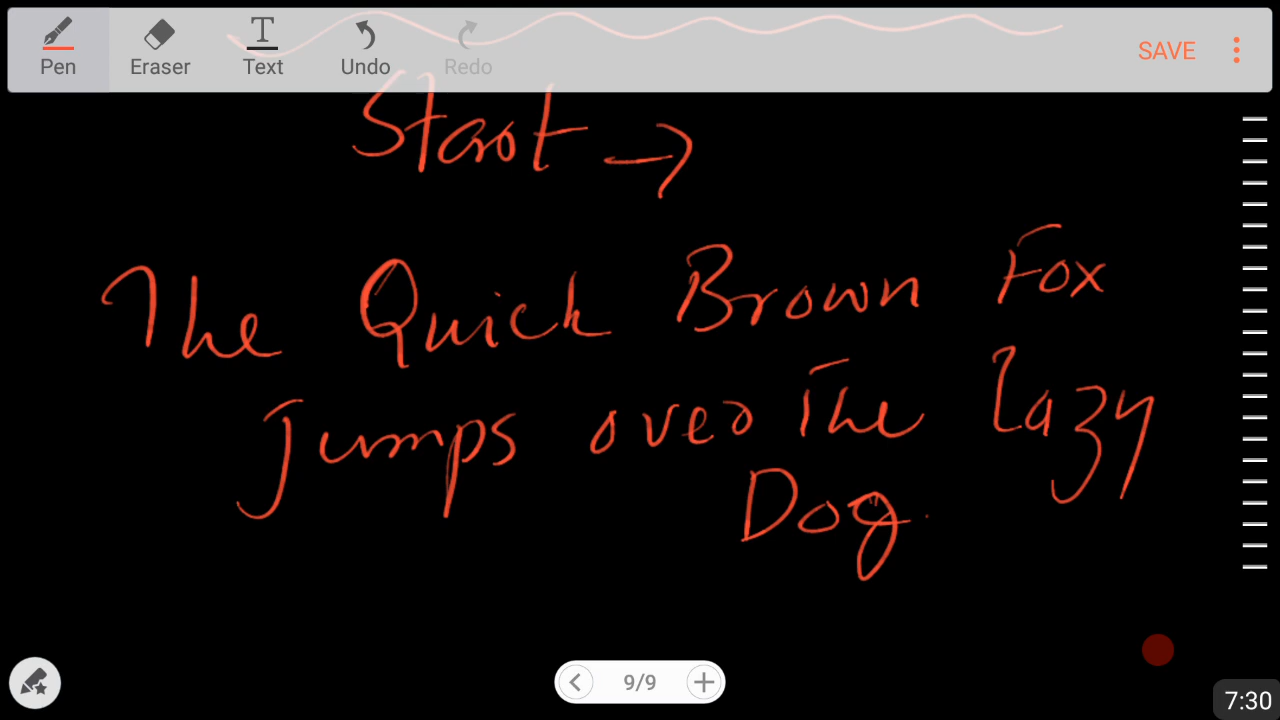 Pen Eraser Text Undo Redo SAVE
Start →
The Quick Brown Fox
Jumps over The Lazy
Dog.
9/9
7:30